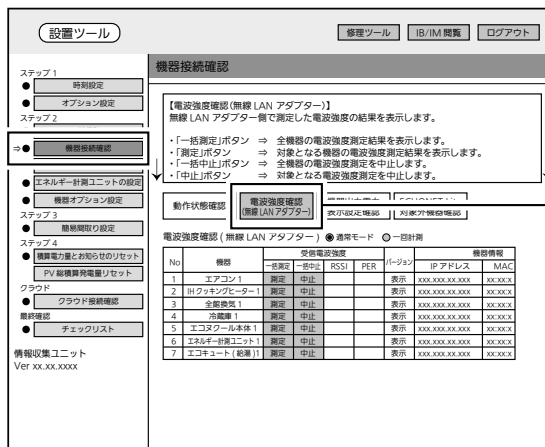 設置ツール
修理ツール
IB/IM 閲覧
ログアウト
ステップ 1
● 時刻設定
● オプション設定
ステップ 2
⇒● 機器接続確認
● エネルギー計測ユニットの設定
● 機器オプション設定
ステップ 3
● 簡易間取り設定
ステップ 4
● 積算電力量とお知らせのリセット
PV 総積算発電量リセット
クラウド
● クラウド接続確認
最終確認
● チェックリスト
情報収集ユニット
Ver xx.xx.xxxx
機器接続確認
【電波強度確認(無線 LAN アダプター)】
無線 LAN アダプター側で測定した電波強度の結果を表示します。
・「一括測定」ボタン ⇒ 全機器の電波強度測定結果を表示します。
・「測定」ボタン ⇒ 対象となる機器の電波強度測定結果を表示します。
・「一括中止」ボタン ⇒ 全機器の電波強度測定を中止します。
・「中止」ボタン ⇒ 対象となる電波強度測定を中止します。
動作状態確認
電波強度確認
(無線 LAN アダプター)
表示設定確認
対象外機器確認
電波強度確認 ( 無線 LAN アダプター) ◉ 通常モード ○ 一回計測
No 機器 受信電波強度 バージョン 機器情報
一括測定 一括中止 RSSI PER IP アドレス MAC
1 エアコン 1 測定 中止 表示 xxx.xxx.xx.xxx xx:xx:x
2 IH クッキングヒーター 1 測定 中止 表示 xxx.xxx.xx.xxx xx:xx:x
3 全館換気 1 測定 中止 表示 xxx.xxx.xx.xxx xx:xx:x
4 冷蔵庫 1 測定 中止 表示 xxx.xxx.xx.xxx xx:xx:x
5 エコヌクール本体 1 測定 中止 表示 xxx.xxx.xx.xxx xx:xx:x
6 エネルギー計測ユニット 1 測定 中止 表示 xxx.xxx.xx.xxx xx:xx:x
7 エコキュート ( 給湯 ) 1 測定 中止 表示 xxx.xxx.xx.xxx xx:xx:x